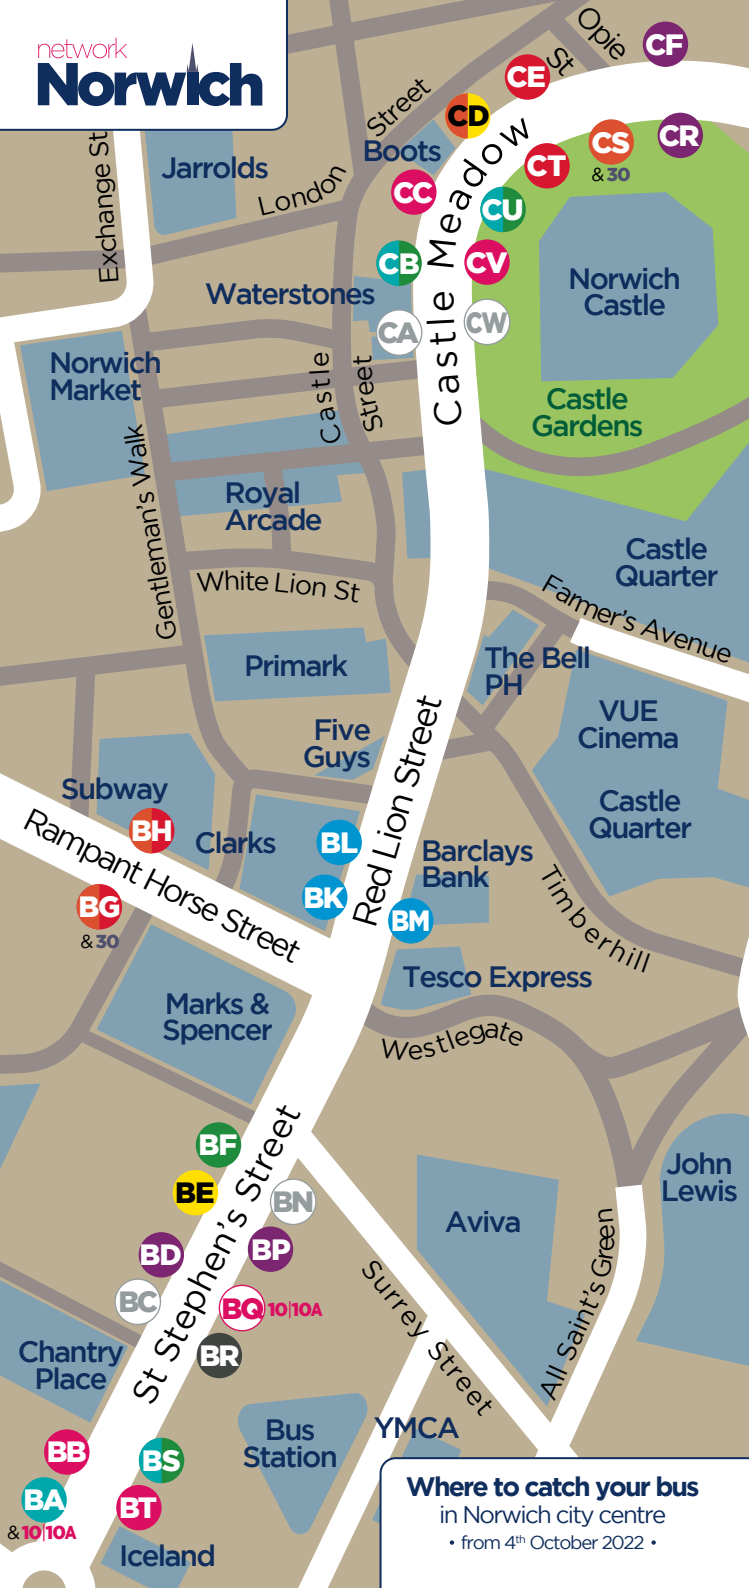 network
Norwich
Opie
St
CF
CE
CD
Street
London
Boots
CC
CT
CS
& 30
CR
CU
CB
CV
CA
CW
Castle Meadow
Exchange St
Jarrolds
Waterstones
Norwich
Castle
Castle
Gardens
Norwich
Market
Castle
Street
Gentleman's Walk
Royal
Arcade
White Lion St
Castle
Quarter
Farmer's Avenue
Primark
The Bell
PH
VUE
Cinema
Castle
Quarter
Five
Guys
Red Lion Street
Subway
BH
Clarks
BL
BK
BM
Barclays
Bank
Rampant Horse Street
BG
& 30
Timberhill
Tesco Express
Marks &
Spencer
Westlegate
BF
BE
BN
BD
BP
BC
BQ 10|10A
BR
St Stephen's Street
John
Lewis
Aviva
Surrey Street
All Saint's Green
Chantry
Place
Bus
Station
YMCA
BB
BS
BA
& 10|10A
BT
Iceland
Where to catch your bus
in Norwich city centre
• from 4th October 2022 •